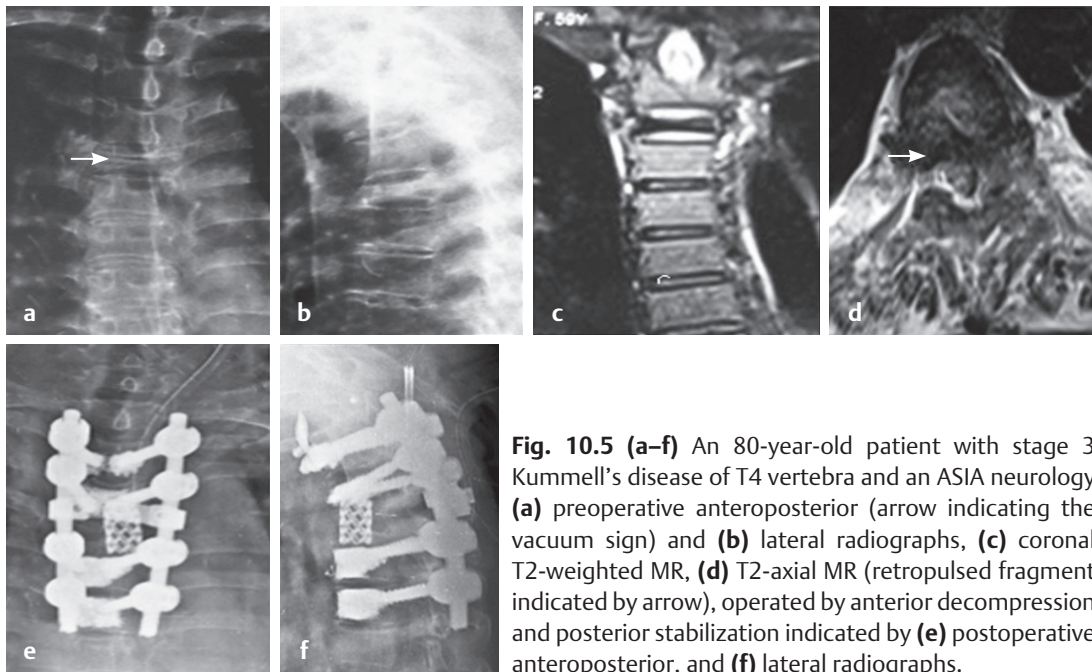 F. 59Y
2
a
b
c
d
e
f
Fig. 10.5 (a–f) An 80-year-old patient with stage 3
Kummell's disease of T4 vertebra and an ASIA neurology
(a) preoperative anteroposterior (arrow indicating the
vacuum sign) and (b) lateral radiographs, (c) coronal
T2-weighted MR, (d) T2-axial MR (retropulsed fragment
indicated by arrow), operated by anterior decompression
and posterior stabilization indicated by (e) postoperative
anteroposterior, and (f) lateral radiographs.